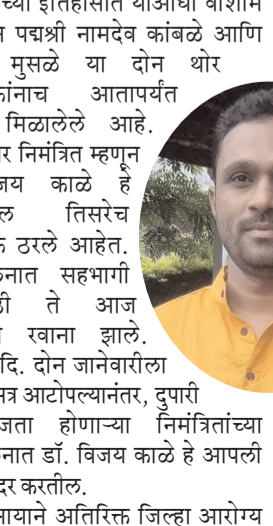 इतिहासात याआधी वाशीम
पद्मश्री नामदेव कांबळे आणि
मुसळे या दोन थोर
आतापर्यंत
मिळालेले आहे.
निमंत्रित म्हणून
काळे हे
तिसरेच
ठरले आहेत.
सहभागी
ते आज
रवाना झाले.
दि. दोन जानेवारीला
आटोपल्यानंतर, दुपारी
होणाऱ्या निमंत्रितांच्या
डॉ. विजय काळे हे आपली
करतील.
अतिरिक्त जिल्हा आरोग्य